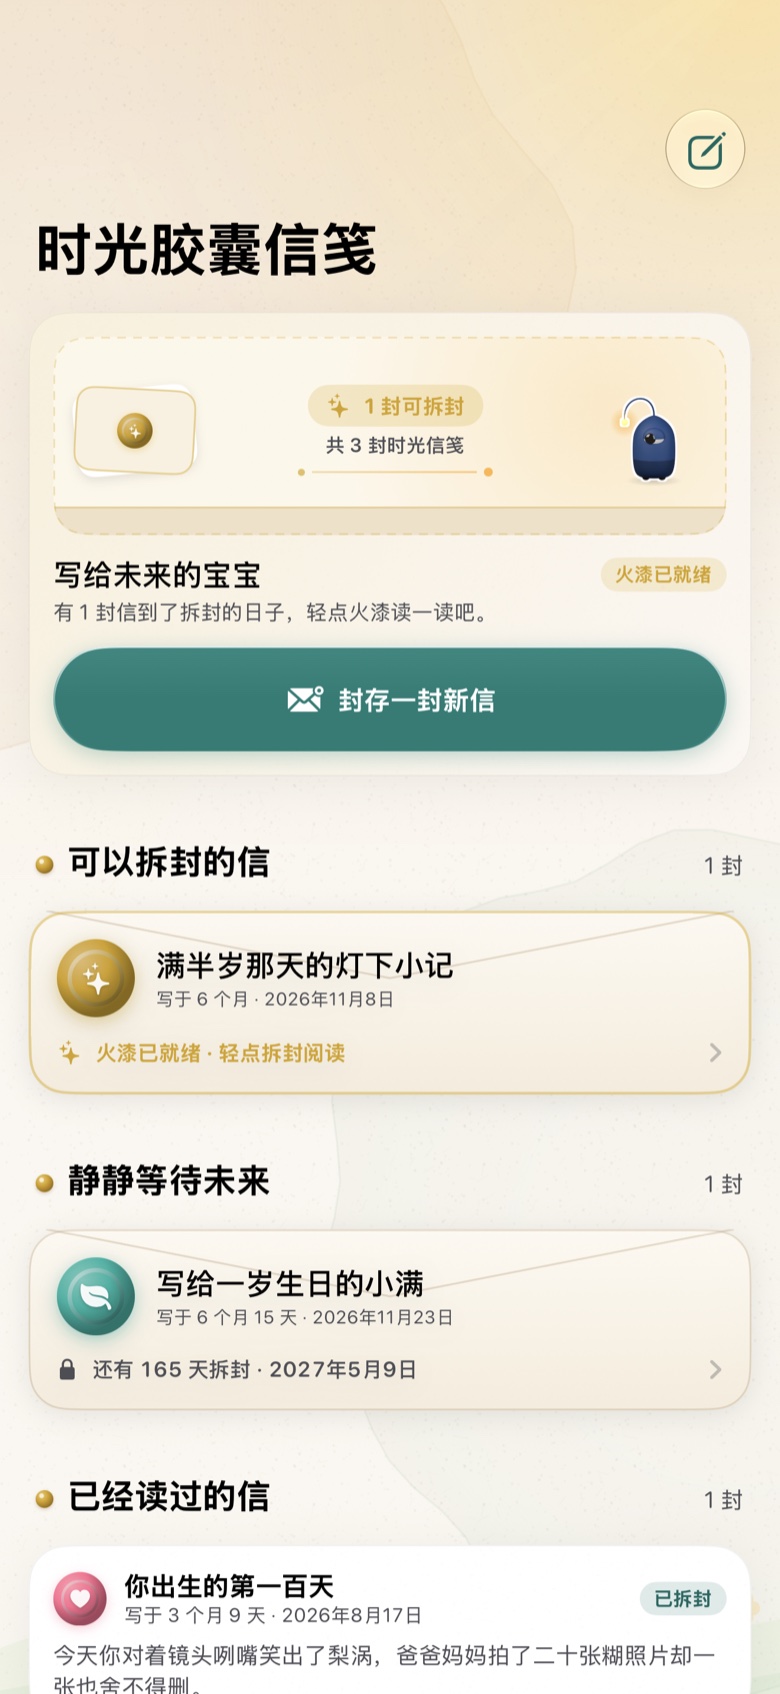 时光胶囊信笺
1 封可拆封
共 3 封时光信笺
写给未来的宝宝
火漆已就绪
有 1 封信到了拆封的日子，轻点火漆读一读吧。
封存一封新信
可以拆封的信
1 封
满半岁那天的灯下小记
写于 6 个月 · 2026年11月8日
火漆已就绪 · 轻点拆封阅读
静静等待未来
1 封
写给一岁生日的小满
写于 6 个月 15 天 · 2026年11月23日
还有 165 天拆封 · 2027年5月9日
已经读过的信
1 封
你出生的第一百天
已拆封
写于 3 个月 9 天 · 2026年8月17日
今天你对着镜头咧嘴笑出了梨涡，爸爸妈妈拍了二十张糊照片却一
张也舍不得删。